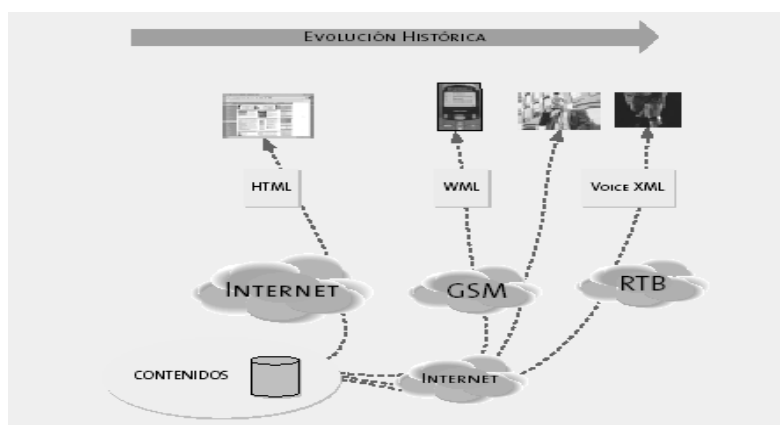 EVOLUCIÓN HISTÓRICA
HTML
WML
VOICE XML
INTERNET
GSM
RTB
CONTENIDOS
INTERNET